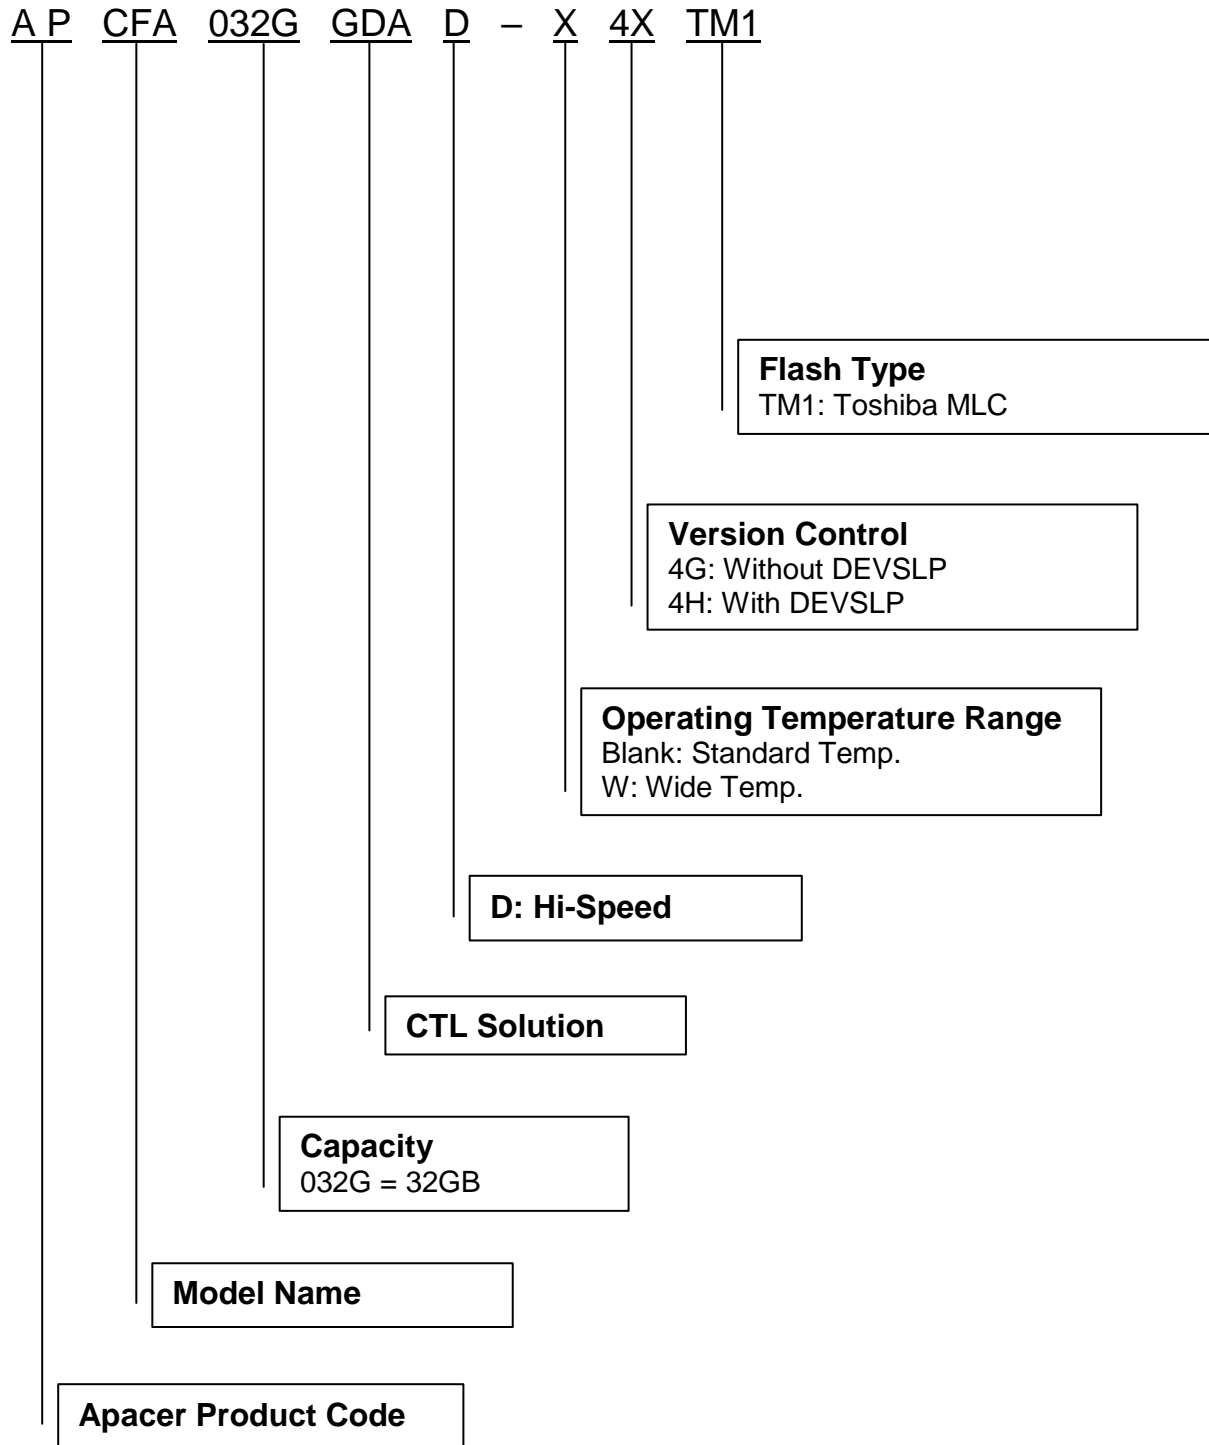 A P CFA 032G GDA D – X 4X TM1
Flash Type
TM1: Toshiba MLC
Version Control
4G: Without DEVSLP
4H: With DEVSLP
Operating Temperature Range
Blank: Standard Temp.
W: Wide Temp.
D: Hi-Speed
CTL Solution
Capacity
032G = 32GB
Model Name
Apacer Product Code